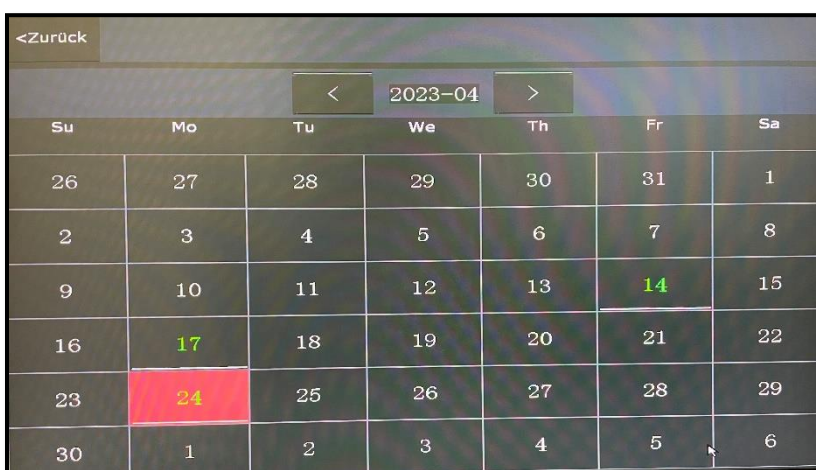 <Zurück
< 2023-04 >
Su Mo Tu We Th Fr Sa
26 27 28 29 30 31 1
2 3 4 5 6 7 8
9 10 11 12 13 14 15
16 17 18 19 20 21 22
23 24 25 26 27 28 29
30 1 2 3 4 5 6